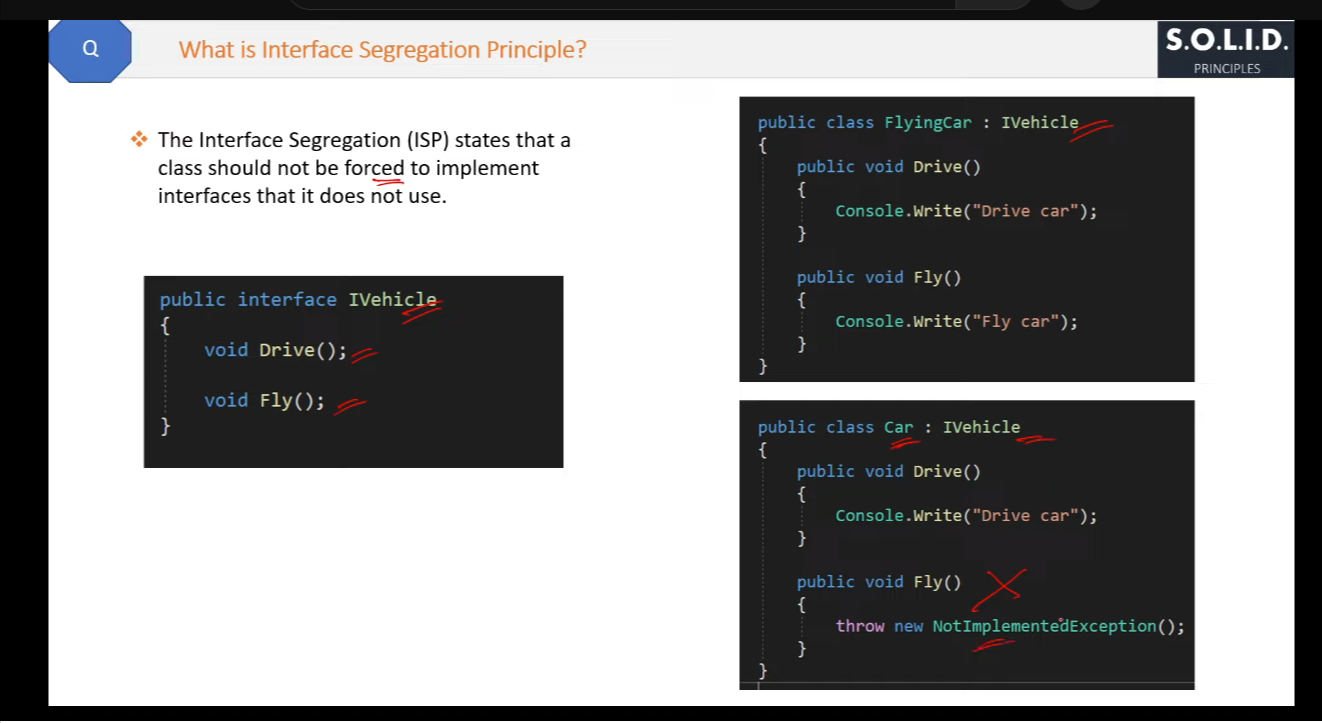 Q
What is Interface Segregation Principle?
S.O.L.I.D.
PRINCIPLES
The Interface Segregation (ISP) states that a
class should not be forced to implement
interfaces that it does not use.
public interface IVehicle
{
void Drive();
void Fly();
}
public class FlyingCar : IVehicle
{
public void Drive()
{
Console.Write("Drive car");
}
public void Fly()
{
Console.Write("Fly car");
}
}
public class Car : IVehicle
{
public void Drive()
{
Console.Write("Drive car");
}
public void Fly()
{
throw new NotImplementedException();
}
}